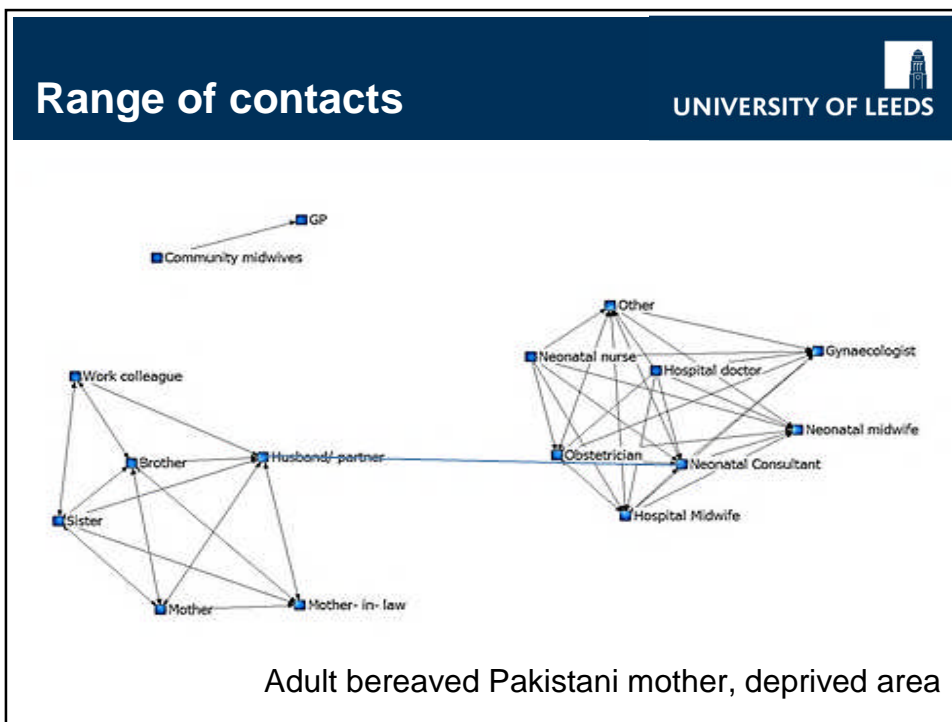 Range of contacts
UNIVERSITY OF LEEDS
GP
Community midwives
Other
Neonatal nurse
Gynaecologist
Hospital doctor
Work colleague
Neonatal midwife
Brother
Husband/ partner
Obstetrician
Neonatal Consultant
Sister
Hospital Midwife
Mother
Mother- in- law
Adult bereaved Pakistani mother, deprived area